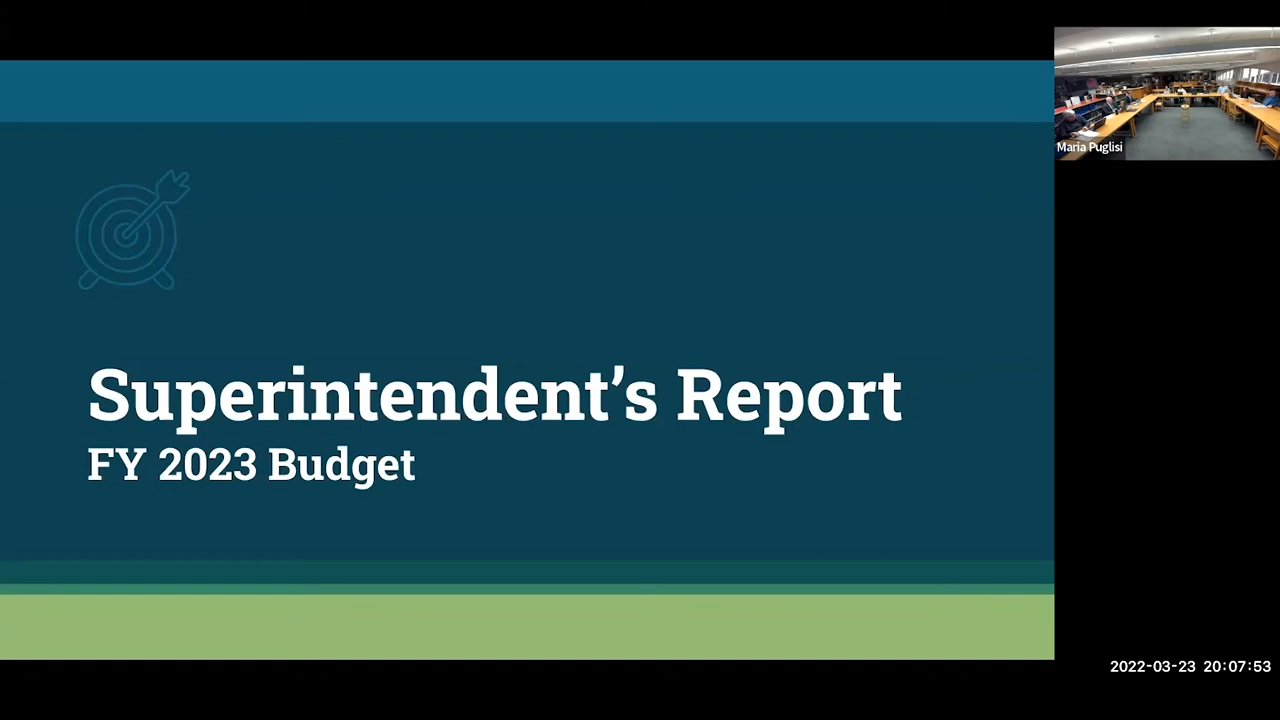 Superintendent’s Report
FY 2023 Budget
Maria Puglisi
2022-03-23 20:07:53